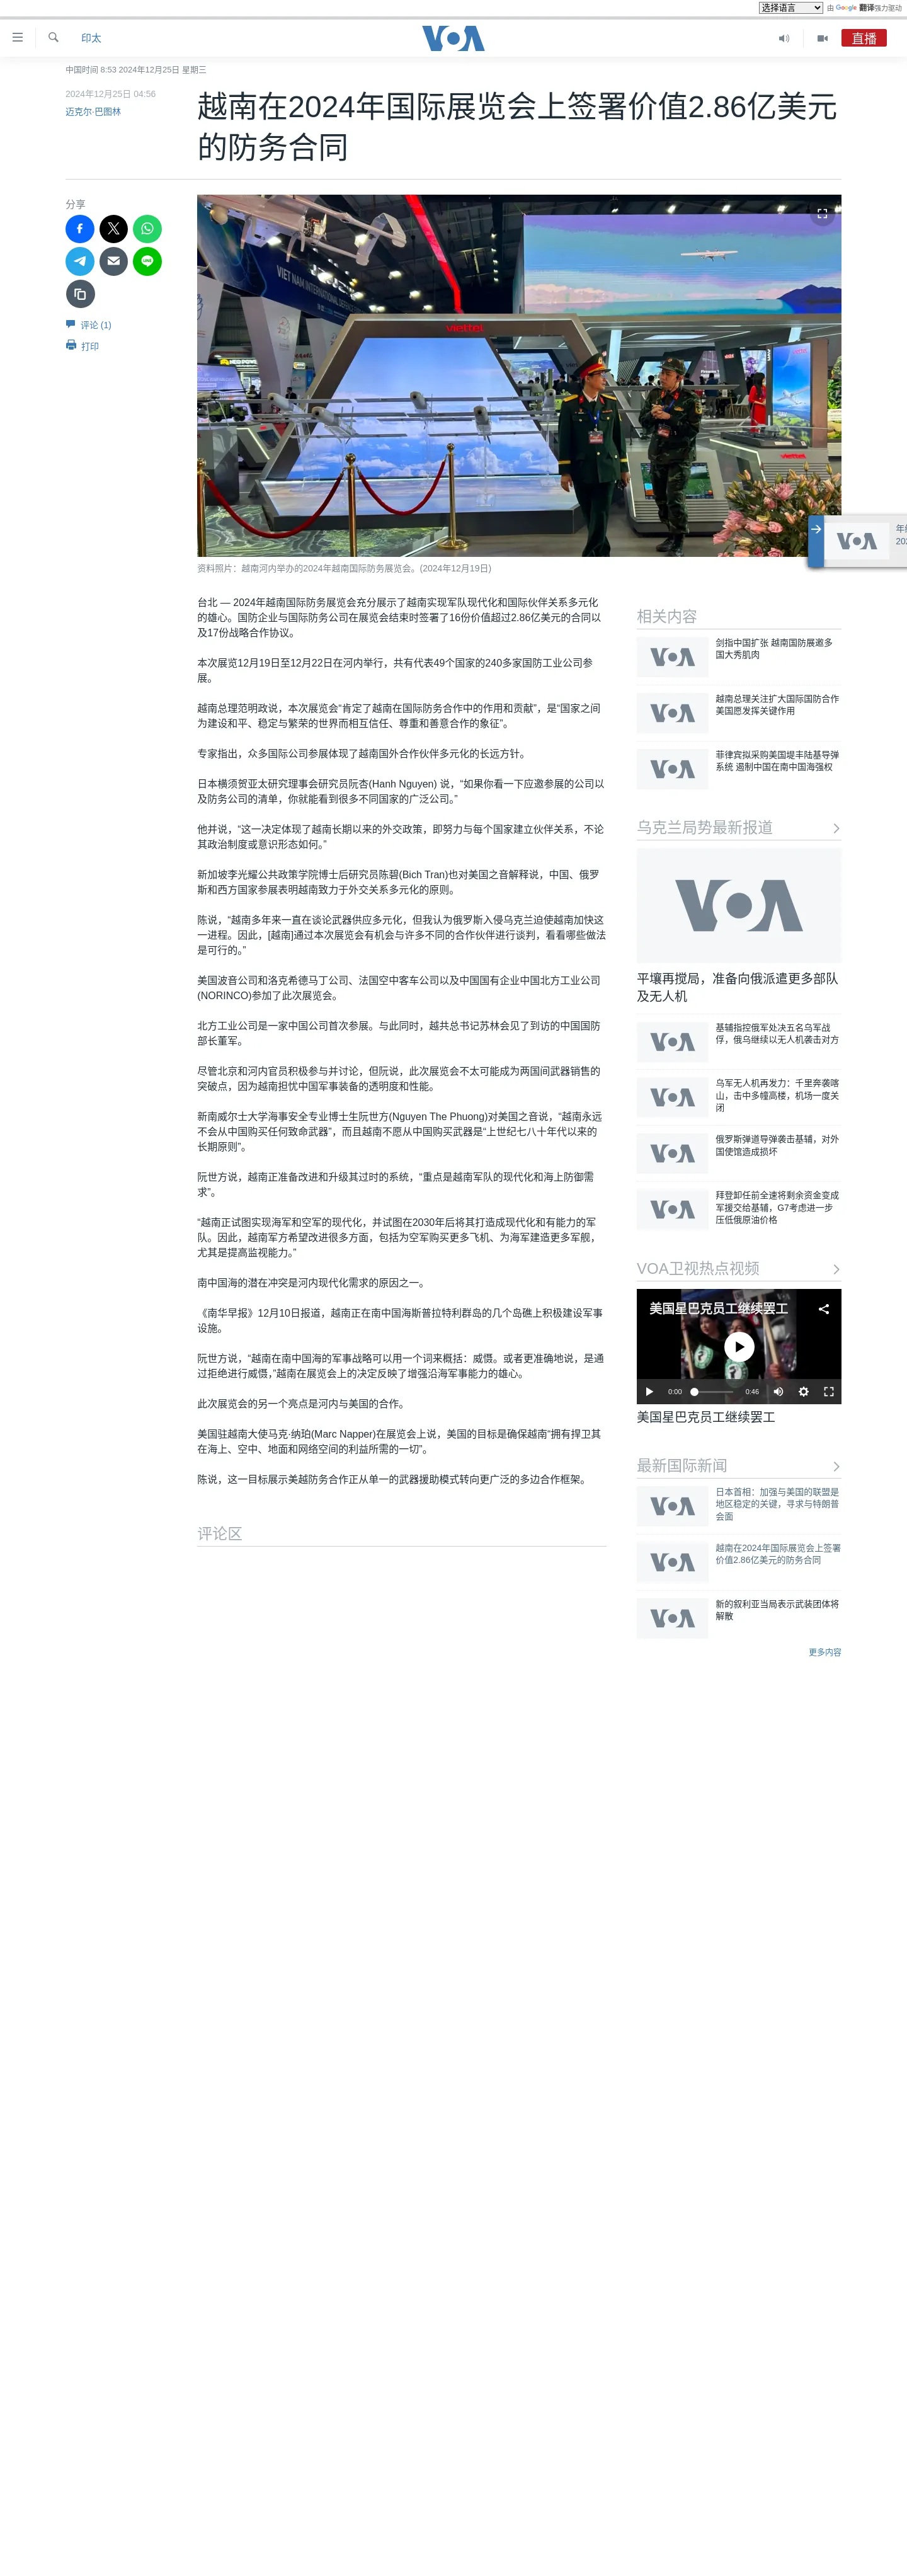 选择语言
由 Google 翻译强力驱动
印太
VOA
直播
中国时间 8:53 2024年12月25日 星期三
2024年12月25日 04:56
迈克尔·巴图林
越南在2024年国际展览会上签署价值2.86亿美元
的防务合同
分享
评论 (1)
打印
VIET NAM INTERNATIONAL DEFENCE
viettel
viettel
资料照片：越南河内举办的2024年越南国际防务展览会。(2024年12月19日)
年终
202
台北 — 2024年越南国际防务展览会充分展示了越南实现军队现代化和国际伙伴关系多元化
的雄心。国防企业与国际防务公司在展览会结束时签署了16份价值超过2.86亿美元的合同以
及17份战略合作协议。
本次展览12月19日至12月22日在河内举行，共有代表49个国家的240多家国防工业公司参
展。
越南总理范明政说，本次展览会“肯定了越南在国际防务合作中的作用和贡献”，是“国家之间
为建设和平、稳定与繁荣的世界而相互信任、尊重和善意合作的象征”。
专家指出，众多国际公司参展体现了越南国外合作伙伴多元化的长远方针。
日本横须贺亚太研究理事会研究员阮杏(Hanh Nguyen) 说，“如果你看一下应邀参展的公司以
及防务公司的清单，你就能看到很多不同国家的广泛公司。”
他并说，“这一决定体现了越南长期以来的外交政策，即努力与每个国家建立伙伴关系，不论
其政治制度或意识形态如何。”
新加坡李光耀公共政策学院博士后研究员陈碧(Bich Tran)也对美国之音解释说，中国、俄罗
斯和西方国家参展表明越南致力于外交关系多元化的原则。
陈说，“越南多年来一直在谈论武器供应多元化，但我认为俄罗斯入侵乌克兰迫使越南加快这
一进程。因此，[越南]通过本次展览会有机会与许多不同的合作伙伴进行谈判，看看哪些做法
是可行的。”
美国波音公司和洛克希德马丁公司、法国空中客车公司以及中国国有企业中国北方工业公司
(NORINCO)参加了此次展览会。
北方工业公司是一家中国公司首次参展。与此同时，越共总书记苏林会见了到访的中国国防
部长董军。
尽管北京和河内官员积极参与并讨论，但阮说，此次展览会不太可能成为两国间武器销售的
突破点，因为越南担忧中国军事装备的透明度和性能。
新南威尔士大学海事安全专业博士生阮世方(Nguyen The Phuong)对美国之音说，“越南永远
不会从中国购买任何致命武器”，而且越南不愿从中国购买武器是“上世纪七八十年代以来的
长期原则”。
阮世方说，越南正准备改进和升级其过时的系统，“重点是越南军队的现代化和海上防御需
求”。
“越南正试图实现海军和空军的现代化，并试图在2030年后将其打造成现代化和有能力的军
队。因此，越南军方希望改进很多方面，包括为空军购买更多飞机、为海军建造更多军舰，
尤其是提高监视能力。”
南中国海的潜在冲突是河内现代化需求的原因之一。
《南华早报》12月10日报道，越南正在南中国海斯普拉特利群岛的几个岛礁上积极建设军事
设施。
阮世方说，“越南在南中国海的军事战略可以用一个词来概括：威慑。或者更准确地说，是通
过拒绝进行威慑，”越南在展览会上的决定反映了增强沿海军事能力的雄心。
此次展览会的另一个亮点是河内与美国的合作。
美国驻越南大使马克·纳珀(Marc Napper)在展览会上说，美国的目标是确保越南“拥有捍卫其
在海上、空中、地面和网络空间的利益所需的一切”。
陈说，这一目标展示美越防务合作正从单一的武器援助模式转向更广泛的多边合作框架。
评论区
相关内容
剑指中国扩张 越南国防展邀多
国大秀肌肉
越南总理关注扩大国际国防合作
美国愿发挥关键作用
菲律宾拟采购美国堤丰陆基导弹
系统 遏制中国在南中国海强权
乌克兰局势最新报道
平壤再搅局，准备向俄派遣更多部队
及无人机
基辅指控俄军处决五名乌军战
俘，俄乌继续以无人机袭击对方
乌军无人机再发力：千里奔袭喀
山，击中多幢高楼，机场一度关
闭
俄罗斯弹道导弹袭击基辅，对外
国使馆造成损坏
拜登卸任前全速将剩余资金变成
军援交给基辅，G7考虑进一步
压低俄原油价格
VOA卫视热点视频
美国星巴克员工继续罢工
0:00
0:46
美国星巴克员工继续罢工
最新国际新闻
日本首相：加强与美国的联盟是
地区稳定的关键，寻求与特朗普
会面
越南在2024年国际展览会上签署
价值2.86亿美元的防务合同
新的叙利亚当局表示武装团体将
解散
更多内容